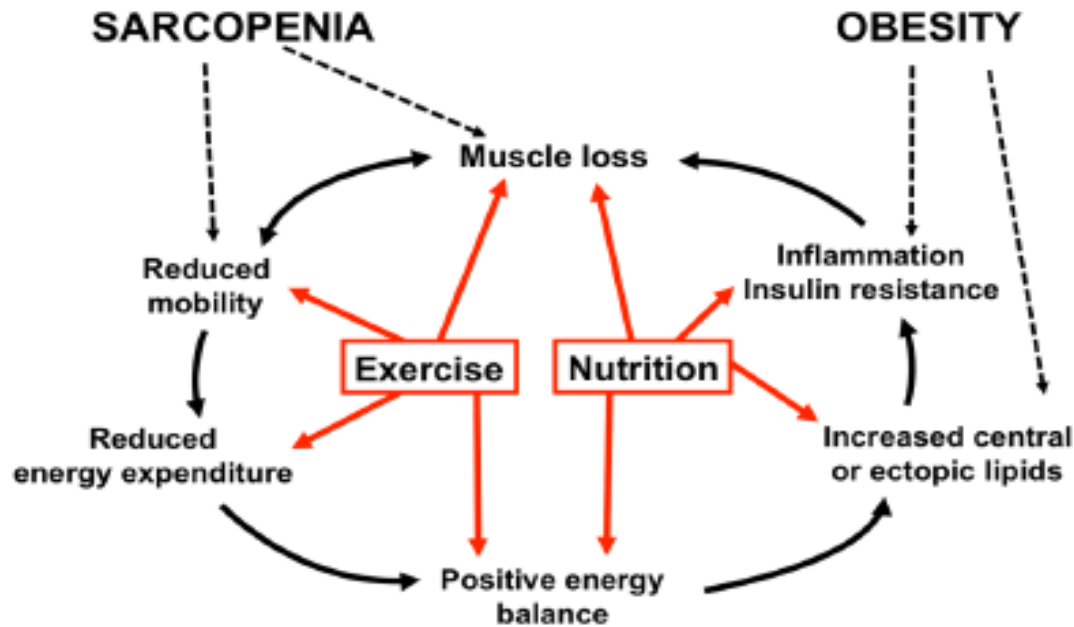 SARCOPENIA
OBESITY
Muscle loss
Reduced
mobility
Inflammation
Insulin resistance
Exercise
Nutrition
Reduced
energy expenditure
Increased central
or ectopic lipids
Positive energy
balance